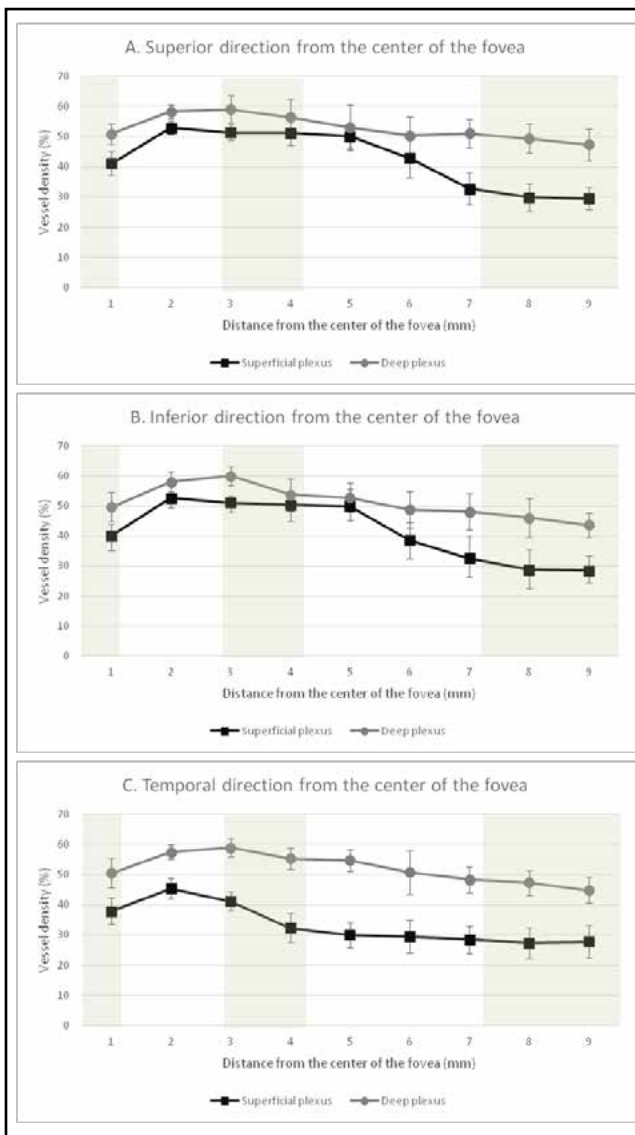 A. Superior direction from the center of the fovea
70
60
50
40
30
20
10
0
Vessel density (%)
1 2 3 4 5 6 7 8 9
Distance from the center of the fovea (mm)
Superficial plexus Deep plexus
B. Inferior direction from the center of the fovea
70
60
50
40
30
20
10
0
Vessel density (%)
1 2 3 4 5 6 7 8 9
Distance from the center of the fovea (mm)
Superficial plexus Deep plexus
C. Temporal direction from the center of the fovea
70
60
50
40
30
20
10
0
Vessel density (%)
1 2 3 4 5 6 7 8 9
Distance from the center of the fovea (mm)
Superficial plexus Deep plexus